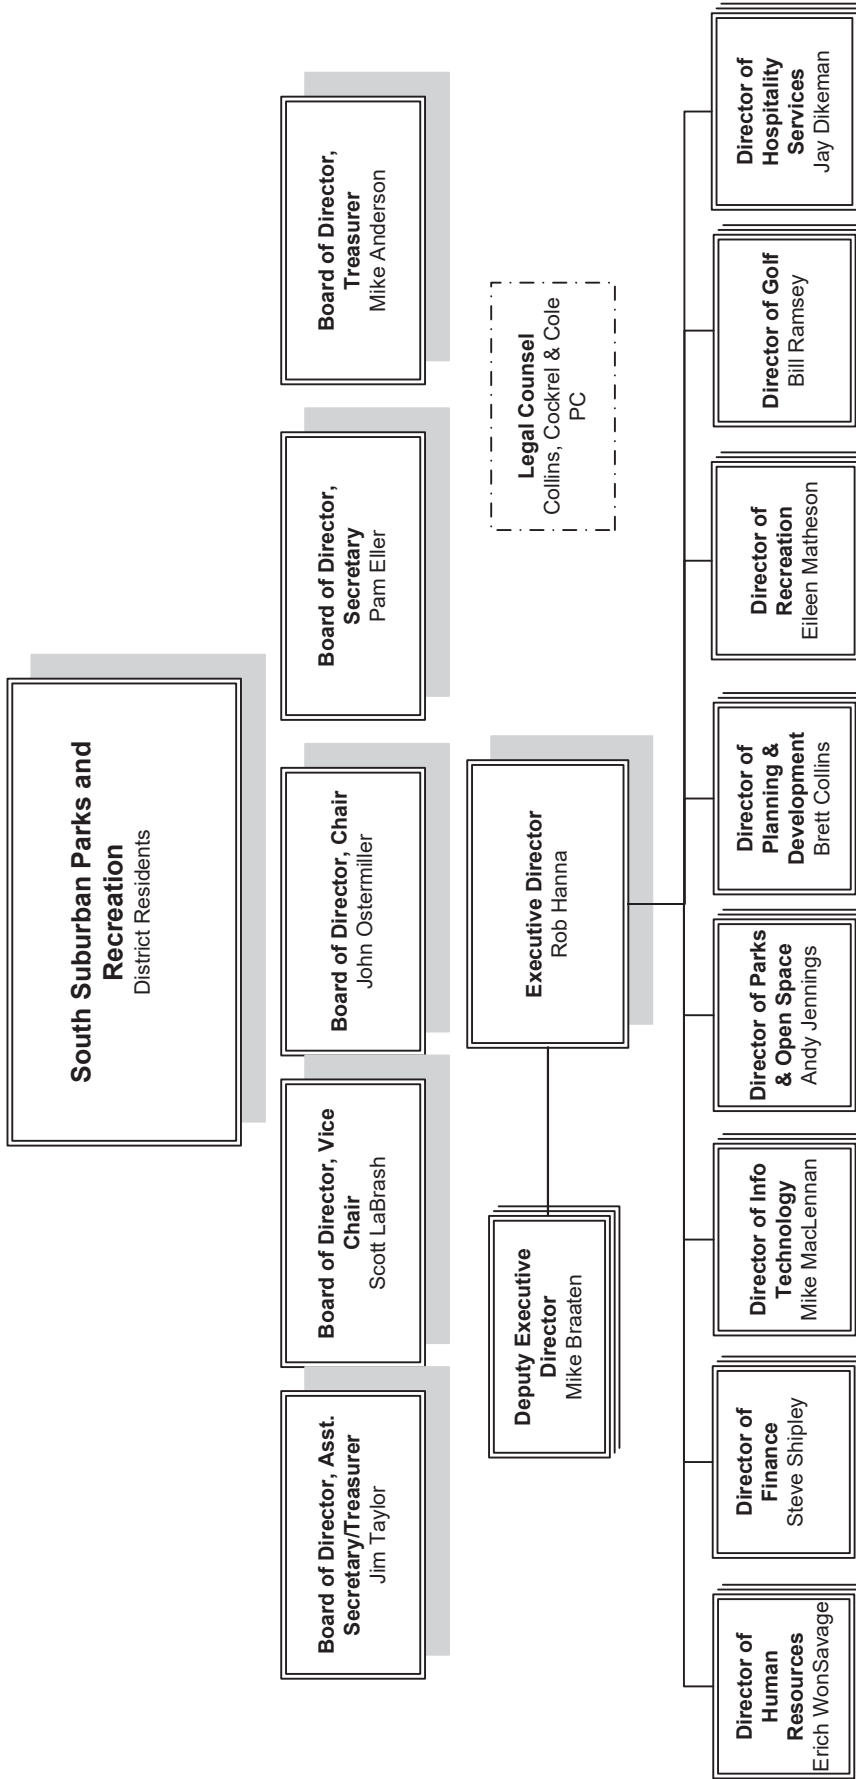 South Suburban Parks and
Recreation
District Residents
Board of Director, Asst.
Secretary/Treasurer
Jim Taylor
Board of Director, Vice
Chair
Scott LaBrash
Board of Director, Chair
John Ostermiller
Board of Director,
Secretary
Pam Eller
Board of Director,
Treasurer
Mike Anderson
Deputy Executive
Director
Mike Braaten
Executive Director
Rob Hanna
Legal Counsel
Collins, Cockrel & Cole
PC
Director of
Human
Resources
Erich WonSavage
Director of
Finance
Steve Shipley
Director of Info
Technology
Mike MacLennan
Director of Parks
& Open Space
Andy Jennings
Director of
Planning &
Development
Brett Collins
Director of
Recreation
Eileen Matheson
Director of Golf
Bill Ramsey
Director of
Hospitality
Services
Jay Dikeman